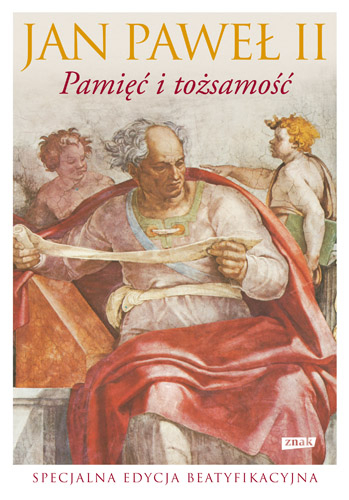 JAN PAWEŁ II
Pamięć i tożsamość
znak
SPECJALNA EDYCJA BEATYFIKACYJNA